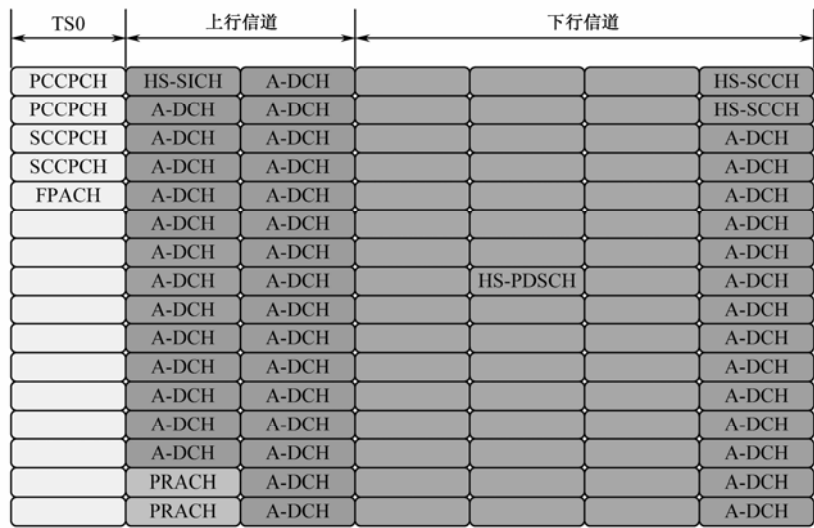 TS0 上行信道 下行信道
PCCPCH HS-SICH A-DCH HS-SCCH
PCCPCH A-DCH A-DCH HS-SCCH
SCCPCH A-DCH A-DCH A-DCH
SCCPCH A-DCH A-DCH A-DCH
FPACH A-DCH A-DCH A-DCH
A-DCH A-DCH A-DCH
A-DCH A-DCH A-DCH
A-DCH A-DCH HS-PDSCH A-DCH
A-DCH A-DCH A-DCH
A-DCH A-DCH A-DCH
A-DCH A-DCH A-DCH
A-DCH A-DCH A-DCH
A-DCH A-DCH A-DCH
A-DCH A-DCH A-DCH
PRACH A-DCH A-DCH
PRACH A-DCH A-DCH